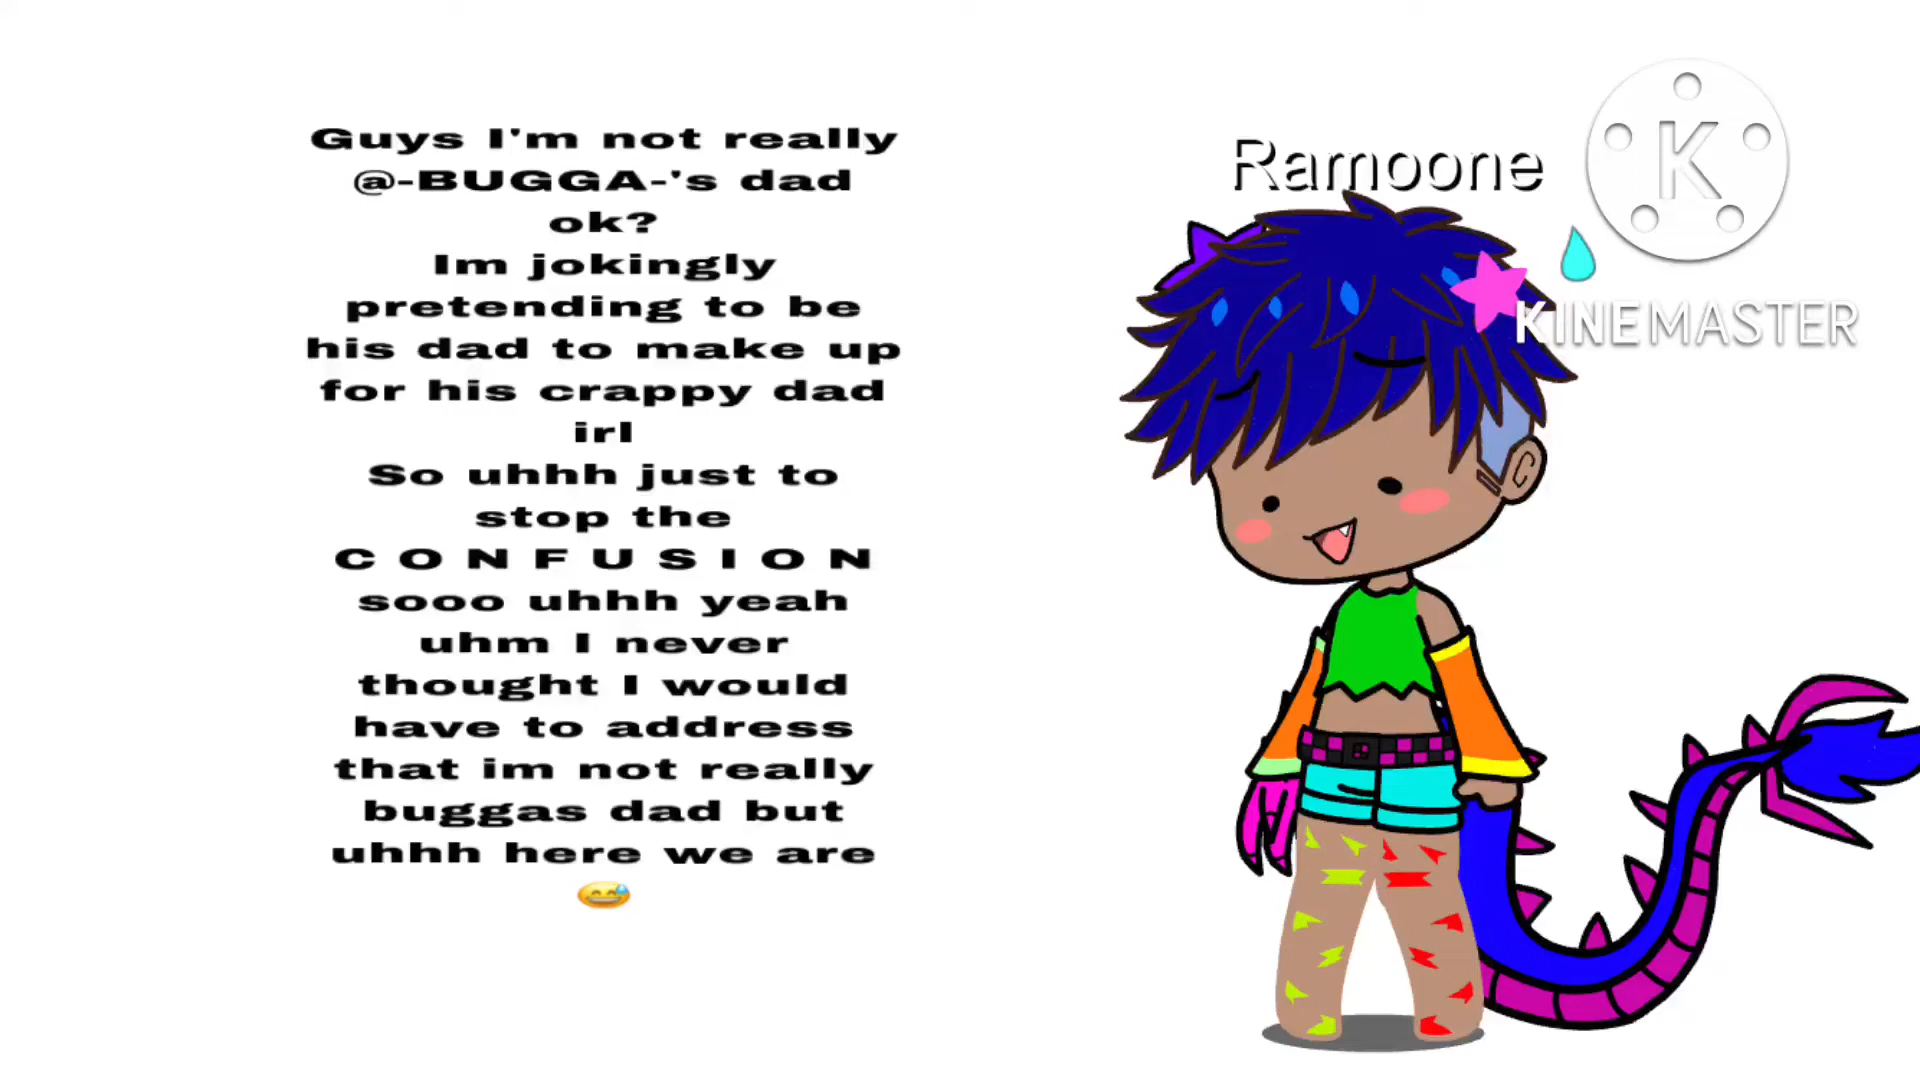 Guys I'm not really
@-BUGGA-'s dad
ok?
Im jokingly
pretending to be
his dad to make up
for his crappy dad
irl
So uhhh just to
stop the
C O N F U S I O N
sooo uhhh yeah
uhm I never
thought I would
have to address
that im not really
buggas dad but
uhhh here we are
😅
Ramoone
K
KINEMASTER